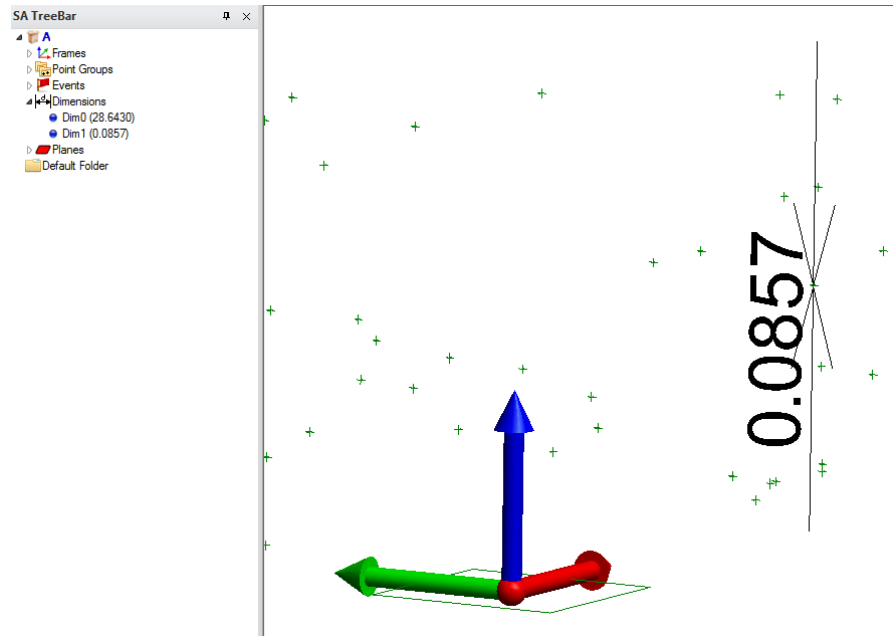 SA TreeBar
A
Frames
Point Groups
Events
Dimensions
Dim0 (28.6430)
Dim1 (0.0857)
Planes
Default Folder
0.0857